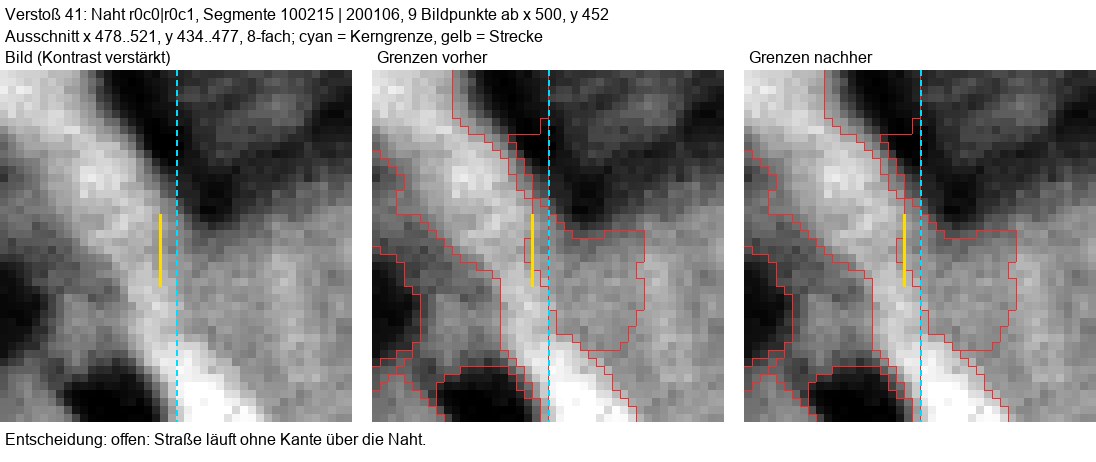 Verstoß 41: Naht r0c0|r0c1, Segmente 100215 | 200106, 9 Bildpunkte ab x 500, y 452
Ausschnitt x 478..521, y 434..477, 8-fach; cyan = Kerngrenze, gelb = Strecke
Bild (Kontrast verstärkt) Grenzen vorher Grenzen nachher
Entscheidung: offen: Straße läuft ohne Kante über die Naht.